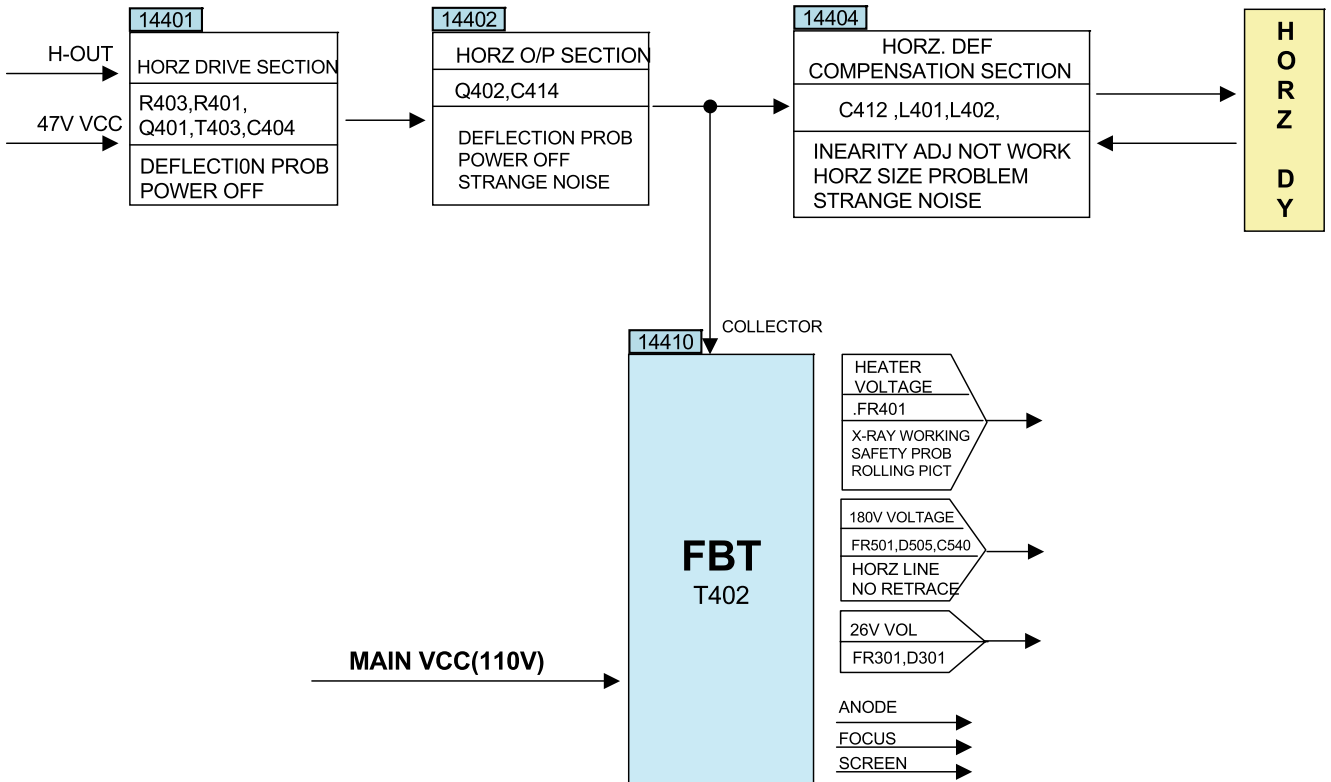 14401
H-OUT
47V VCC
HORZ DRIVE SECTION
R403,R401,
Q401,T403,C404
DEFLECTI0N PROB
POWER OFF
14402
HORZ O/P SECTION
Q402,C414
DEFLECTION PROB
POWER OFF
STRANGE NOISE
14404
HORZ. DEF
COMPENSATION SECTION
C412 ,L401,L402,
INEARITY ADJ NOT WORK
HORZ SIZE PROBLEM
STRANGE NOISE
H
O
R
Z
D
Y
COLLECTOR
14410
FBT
T402
MAIN VCC(110V)
HEATER
VOLTAGE
.FR401
X-RAY WORKING
SAFETY PROB
ROLLING PICT
180V VOLTAGE
FR501,D505,C540
HORZ LINE
NO RETRACE
26V VOL
FR301,D301
ANODE
FOCUS
SCREEN